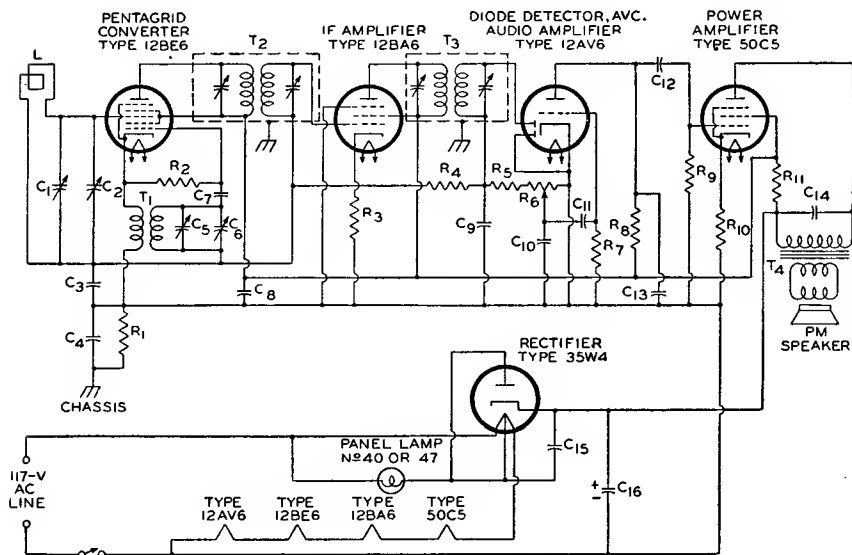 PENTAGRID
CONVERTER
TYPE 12BE6
IF AMPLIFIER
TYPE 12BA6
DIODE DETECTOR, AVC.
AUDIO AMPLIFIER
TYPE 12AV6
POWER
AMPLIFIER
TYPE 50C5
L
T2
T3
C12
R2
C7
C1
C2
T1
C5
C6
R3
R4
R5
R6
C11
C9
C10
R7
R8
R9
R10
R11
C14
T4
C3
C8
C13
C4
R1
CHASSIS
PM
SPEAKER
RECTIFIER
TYPE 35W4
PANEL LAMP
Nº40 OR 47
C15
C16
+
-
117-V
AC
LINE
TYPE
12AV6
TYPE
12BE6
TYPE
12BA6
TYPE
50C5